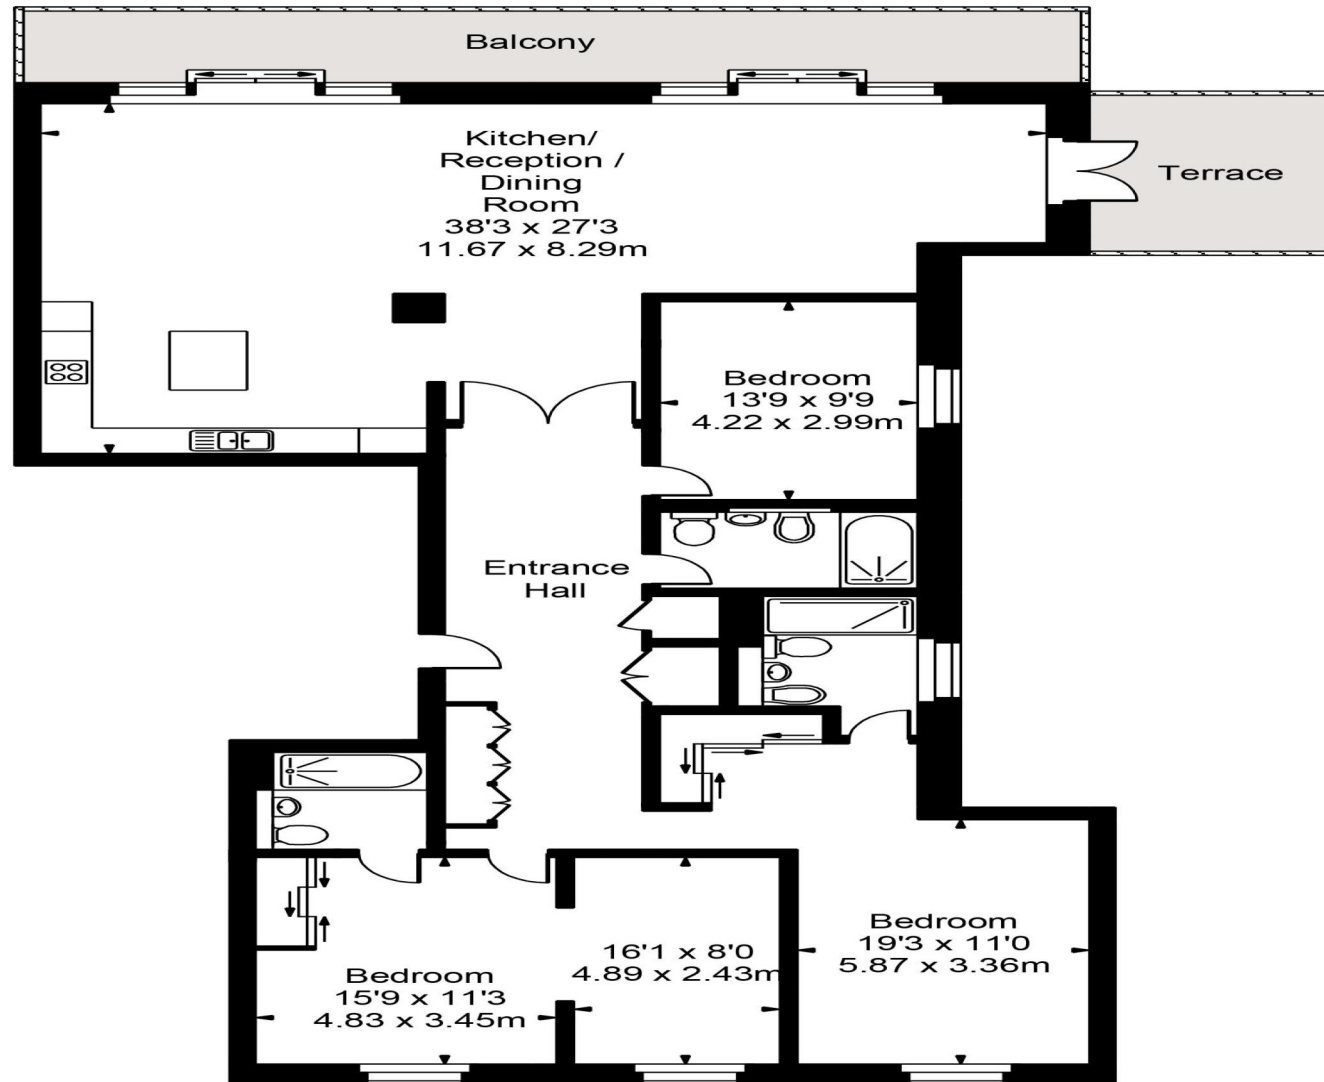 Balcony
Kitchen/
Reception /
Dining
Room
38'3 x 27'3
11.67 x 8.29m
Terrace
Bedroom
13'9 x 9'9
4.22 x 2.99m
Entrance
Hall
Bedroom
15'9 x 11'3
4.83 x 3.45m
16'1 x 8'0
4.89 x 2.43m
Bedroom
19'3 x 11'0
5.87 x 3.36m